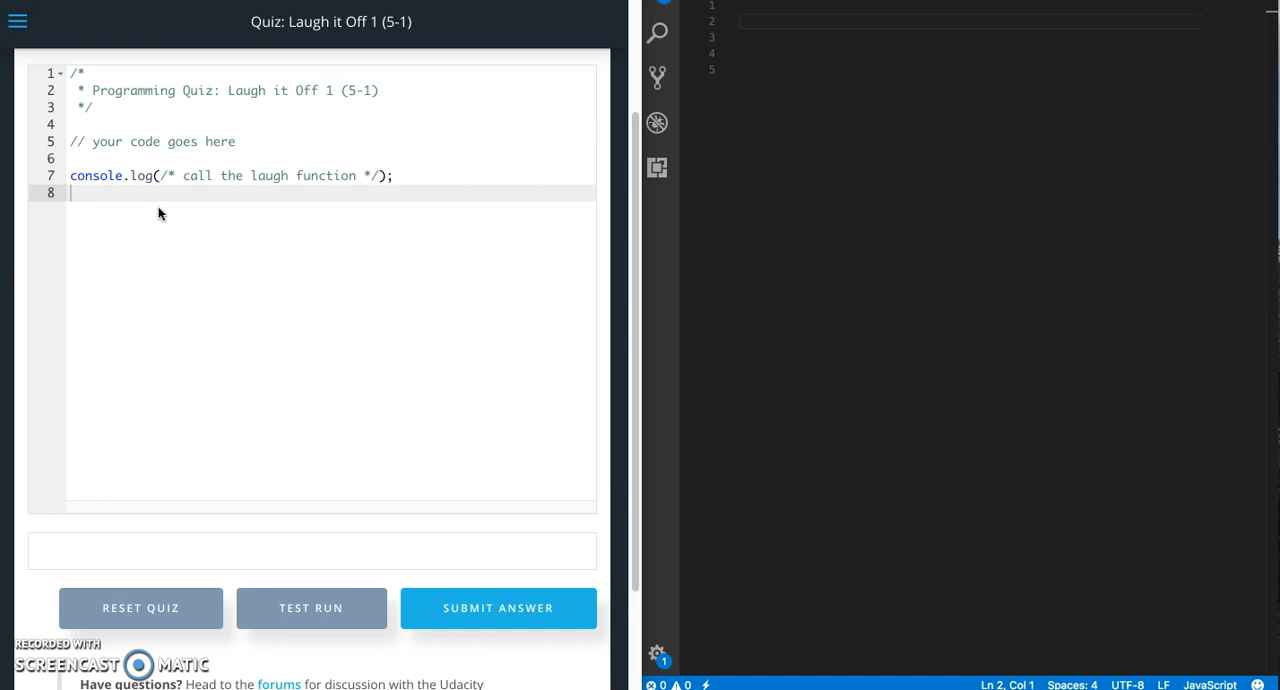 Quiz: Laugh it Off 1 (5-1)
1 /*
2 * Programming Quiz: Laugh it Off 1 (5-1)
3 */
4
5 // your code goes here
6
7 console.log(/* call the laugh function */);
8
RESET QUIZ
TEST RUN
SUBMIT ANSWER
RECORDED WITH
SCREENCAST MATIC
Have questions? Head to the forums for discussion with the Udacity
1
2
3
4
5
1
0 0 Ln 2, Col 1 Spaces: 4 UTF-8 LF JavaScript